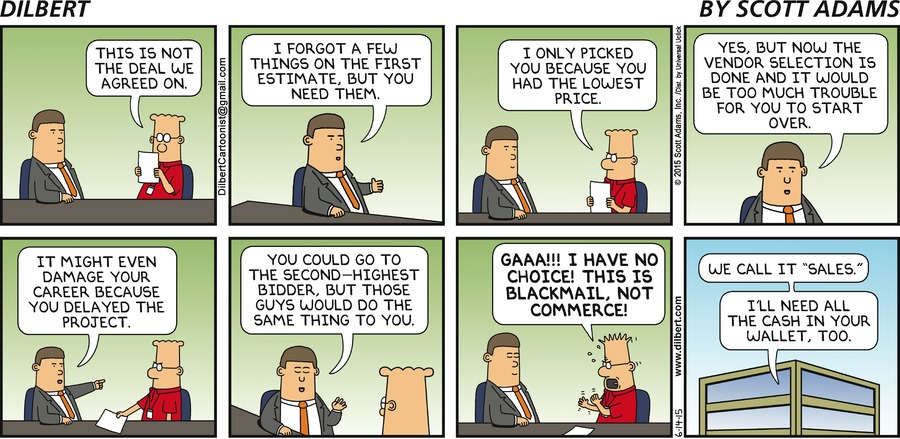 DILBERT
BY SCOTT ADAMS
THIS IS NOT
THE DEAL WE
AGREED ON.
DilbertCartoonist@gmail.com
I FORGOT A FEW
THINGS ON THE FIRST
ESTIMATE, BUT YOU
NEED THEM.
I ONLY PICKED
YOU BECAUSE YOU
HAD THE LOWEST
PRICE.
© 2015 Scott Adams, Inc. /Dist. by Universal Uclick
YES, BUT NOW THE
VENDOR SELECTION IS
DONE AND IT WOULD
BE TOO MUCH TROUBLE
FOR YOU TO START
OVER.
IT MIGHT EVEN
DAMAGE YOUR
CAREER BECAUSE
YOU DELAYED THE
PROJECT.
YOU COULD GO TO
THE SECOND-HIGHEST
BIDDER, BUT THOSE
GUYS WOULD DO THE
SAME THING TO YOU.
GAAA!!! I HAVE NO
CHOICE! THIS IS
BLACKMAIL, NOT
COMMERCE!
6-14-15 www.dilbert.com
WE CALL IT "SALES."
I'LL NEED ALL
THE CASH IN YOUR
WALLET, TOO.